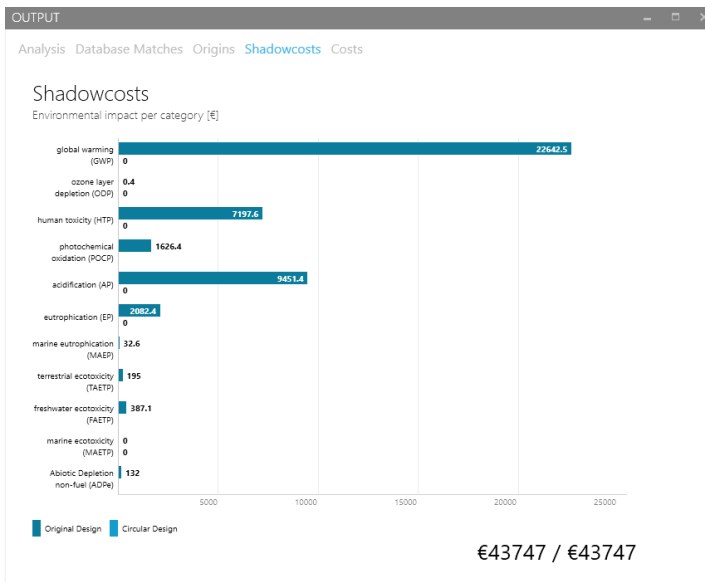 OUTPUT
Analysis Database Matches Origins Shadowcosts Costs
Shadowcosts
Environmental impact per category [€]
global warming
(GWP)
22642.5
0
ozone layer
depletion (ODP)
0.4
0
human toxicity (HTP)
7197.6
0
photochemical
oxidation (POCP)
1626.4
acidification (AP)
9451.4
0
eutrophication (EP)
2082.4
0
marine eutrophication
(MAEP)
32.6
terrestrial ecotoxicity
(TAETP)
195
freshwater ecotoxicity
(FAETP)
387.1
marine ecotoxicity
(MAETP)
0
0
Abiotic Depletion
non-fuel (ADPe)
132
5000 10000 15000 20000 25000
Original Design Circular Design
€43747 / €43747